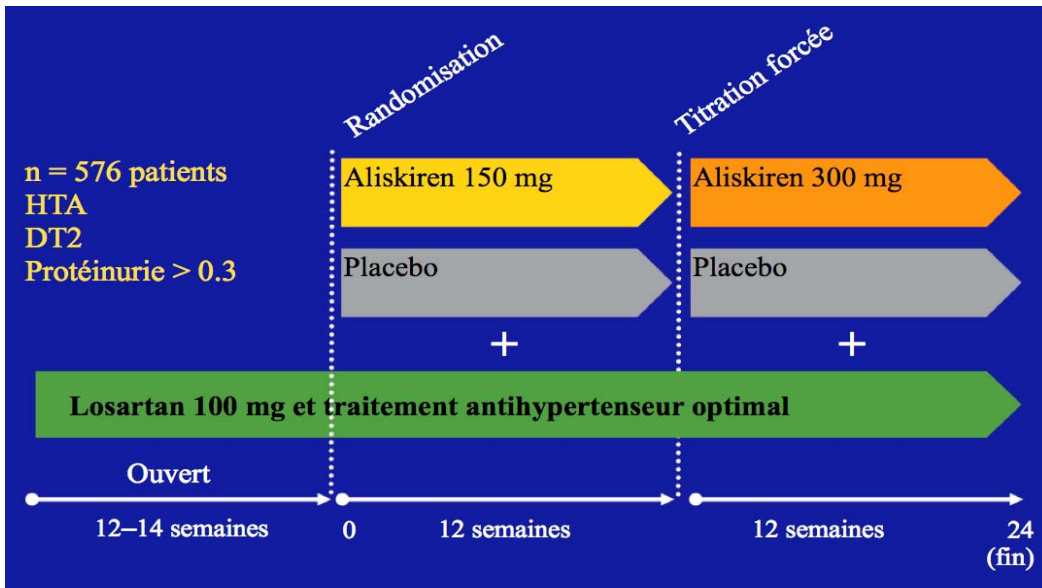 Randomisation
Titration forcée
n = 576 patients
HTA
DT2
Protéinurie > 0.3
Aliskiren 150 mg
Aliskiren 300 mg
Placebo
Placebo
+
+
Losartan 100 mg et traitement antihypertenseur optimal
Ouvert
12–14 semaines
0
12 semaines
12 semaines
24
(fin)